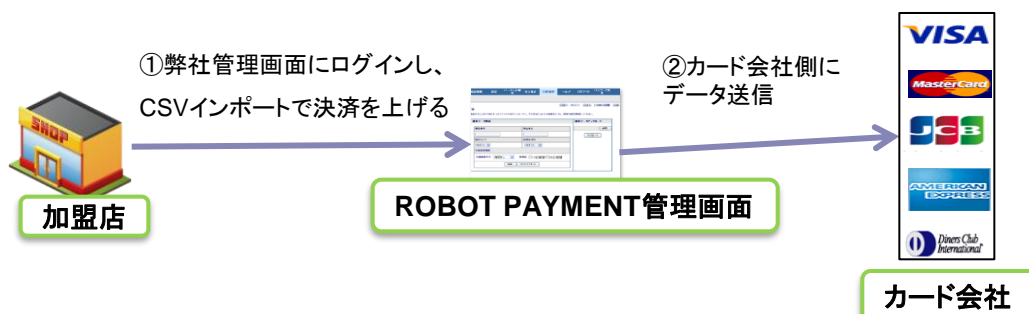 ①弊社管理画面にログインし、
CSVインポートで決済を上げる
②カード会社側に
データ送信
SHOP
加盟店
ROBOT PAYMENT管理画面
VISA
MasterCard
JCB
AMERICAN
EXPRESS
Diners Club
International
カード会社